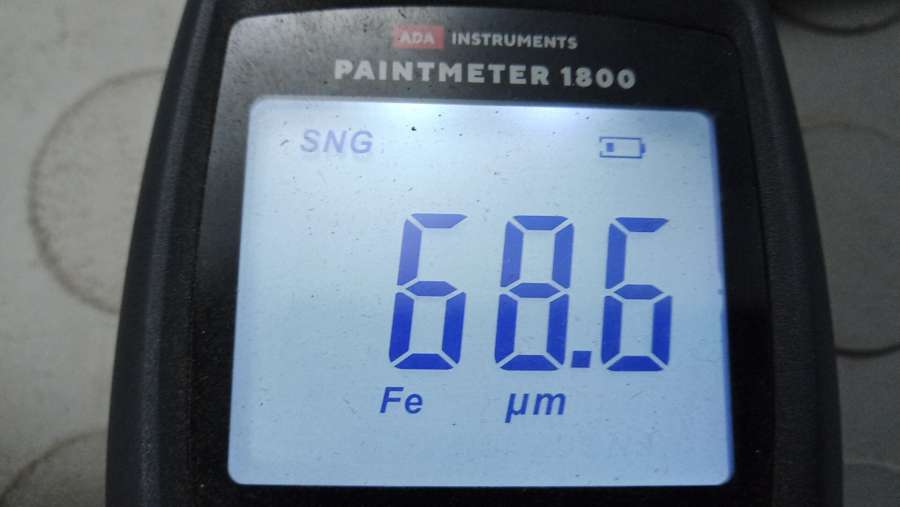 ADA INSTRUMENTS
PAINTMETER 1800
SNG
68.6
Fe µm